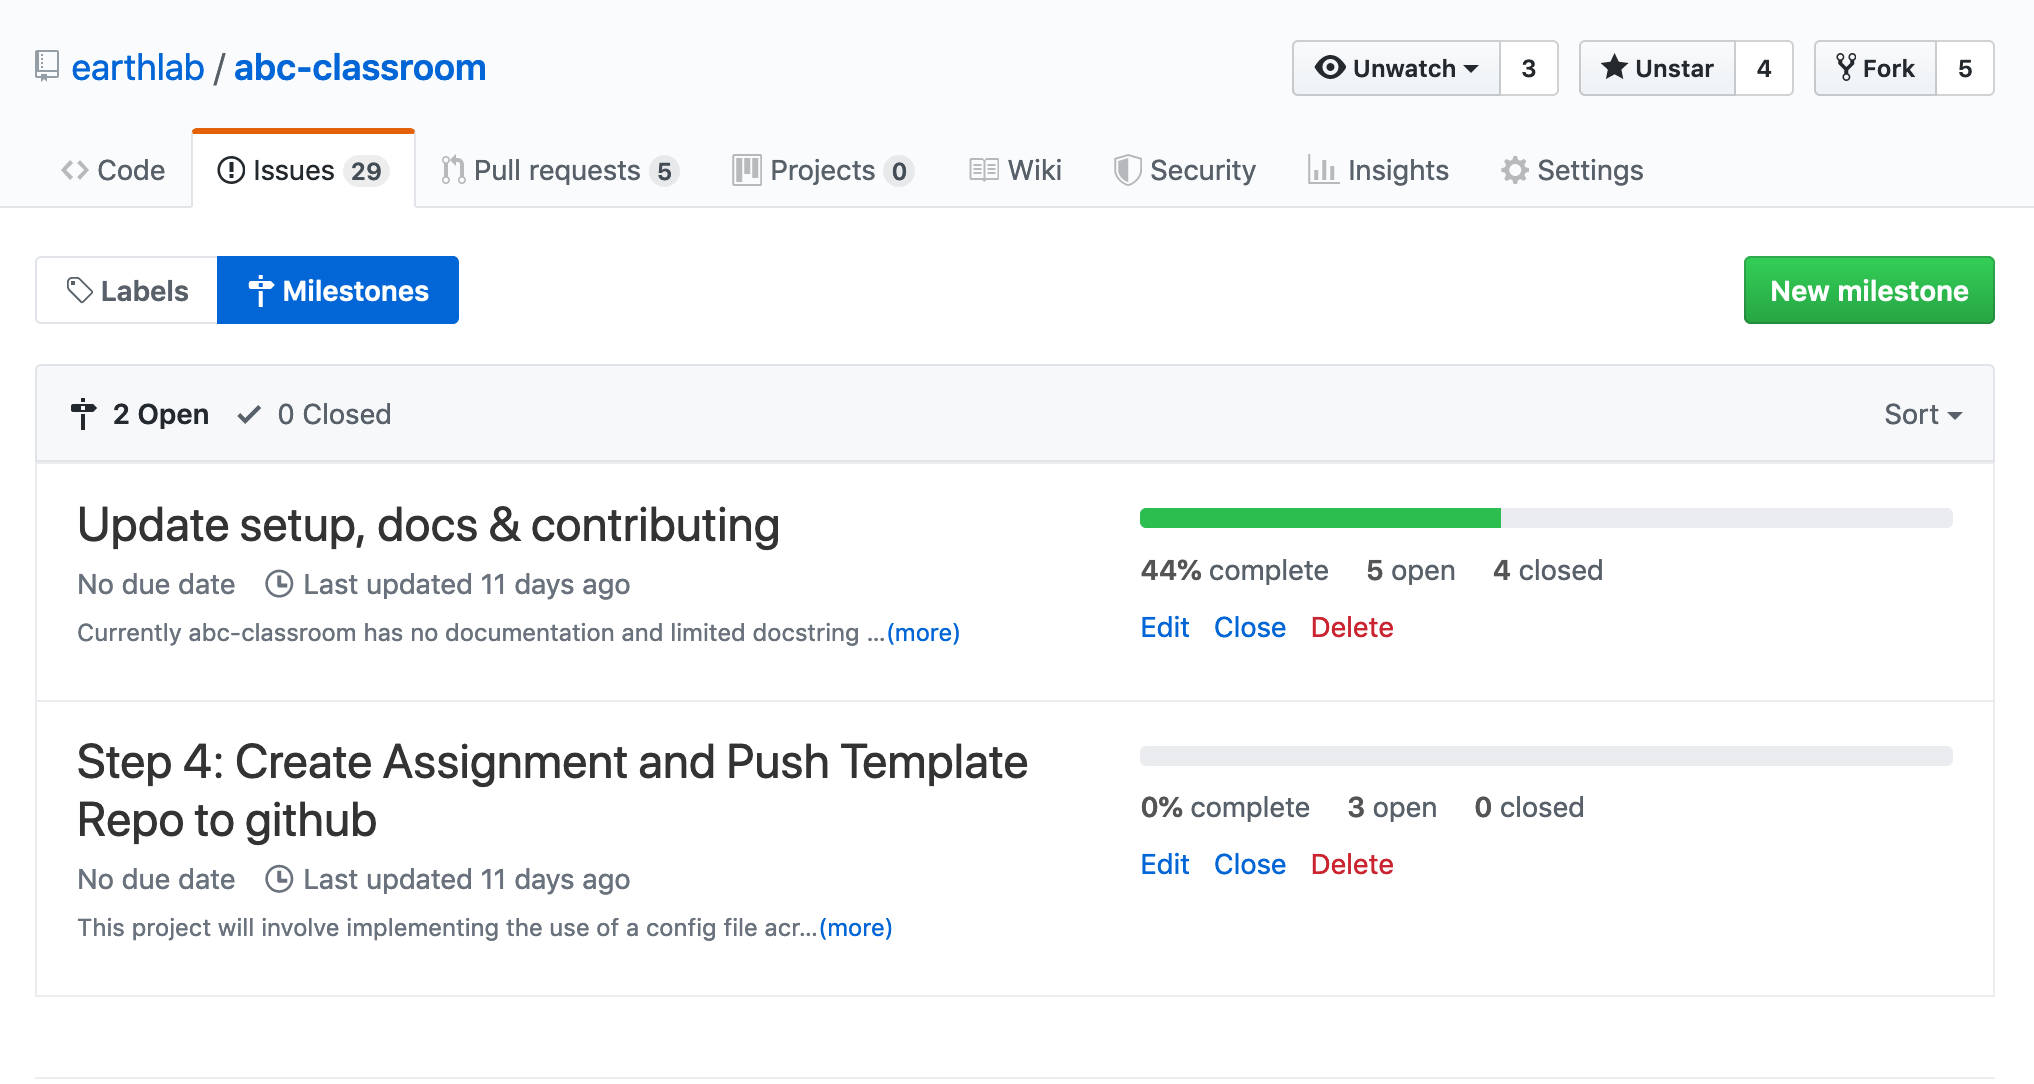 earthlab / abc-classroom
Unwatch 3 Unstar 4 Fork 5
Code Issues 29 Pull requests 5 Projects 0 Wiki Security Insights Settings
Labels Milestones New milestone
2 Open 0 Closed Sort
Update setup, docs & contributing
No due date Last updated 11 days ago
Currently abc-classroom has no documentation and limited docstring ...(more)
44% complete 5 open 4 closed
Edit Close Delete
Step 4: Create Assignment and Push Template
Repo to github
No due date Last updated 11 days ago
This project will involve implementing the use of a config file acr...(more)
0% complete 3 open 0 closed
Edit Close Delete